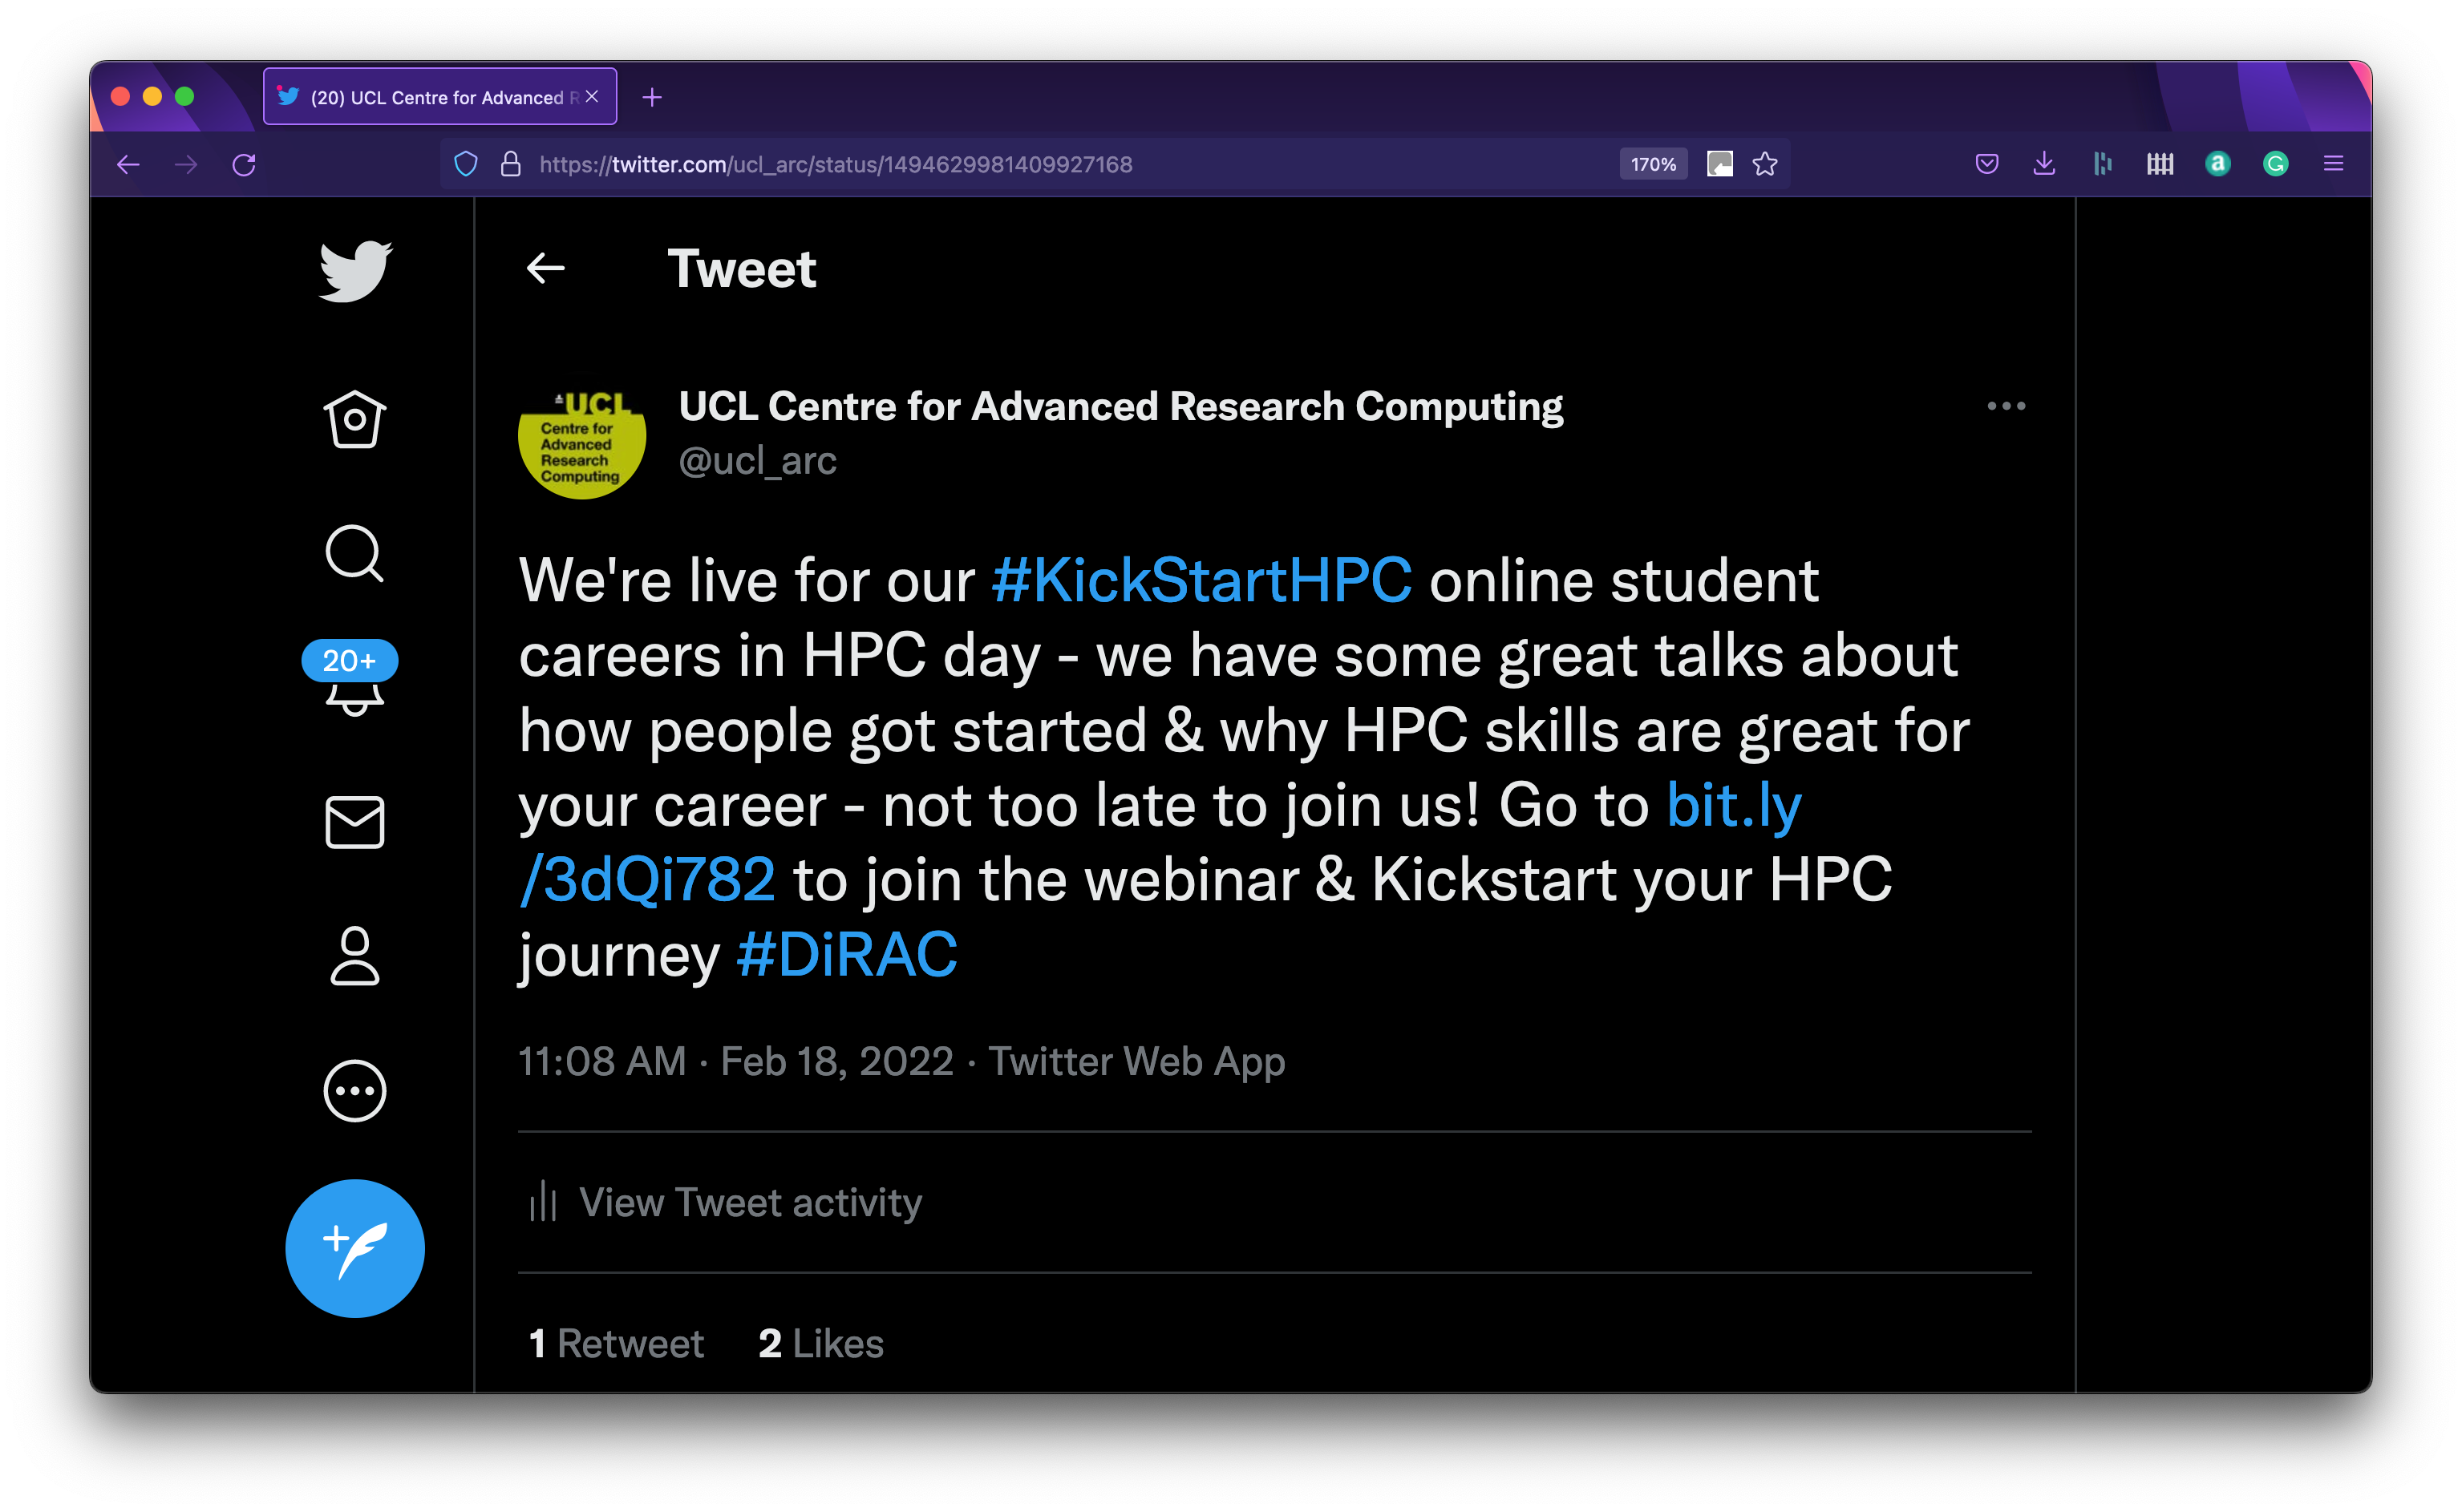 (20) UCL Centre for Advanced R
https://twitter.com/ucl_arc/status/1494629981409927168
170%
a
G
Tweet
UCL
Centre for
Advanced
Research
Computing
UCL Centre for Advanced Research Computing
@ucl_arc
20+
We're live for our #KickStartHPC online student
careers in HPC day - we have some great talks about
how people got started & why HPC skills are great for
your career - not too late to join us! Go to bit.ly
/3dQi782 to join the webinar & Kickstart your HPC
journey #DiRAC
11:08 AM · Feb 18, 2022 · Twitter Web App
View Tweet activity
1 Retweet 2 Likes